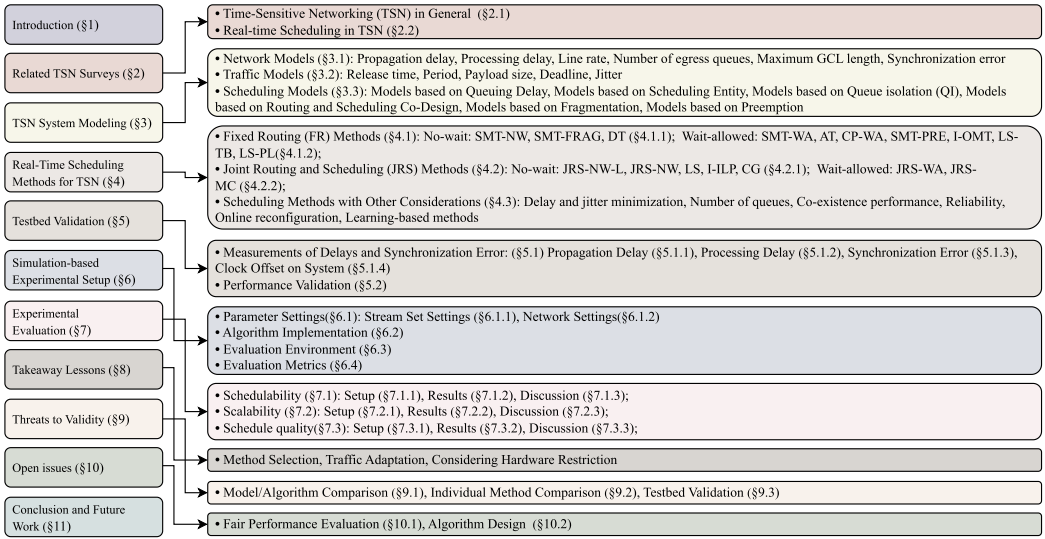 Introduction (§1)
Related TSN Surveys (§2)
TSN System Modeling (§3)
Real-Time Scheduling
Methods for TSN (§4)
Testbed Validation (§5)
Simulation-based
Experimental Setup (§6)
Experimental
Evaluation (§7)
Takeaway Lessons (§8)
Threats to Validity (§9)
Open issues (§10)
Conclusion and Future
Work (§11)
• Time-Sensitive Networking (TSN) in General (§2.1)
• Real-time Scheduling in TSN (§2.2)
• Network Models (§3.1): Propagation delay, Processing delay, Line rate, Number of egress queues, Maximum GCL length, Synchronization error
• Traffic Models (§3.2): Release time, Period, Payload size, Deadline, Jitter
• Scheduling Models (§3.3): Models based on Queuing Delay, Models based on Scheduling Entity, Models based on Queue isolation (QI), Models
based on Routing and Scheduling Co-Design, Models based on Fragmentation, Models based on Preemption
• Fixed Routing (FR) Methods (§4.1): No-wait: SMT-NW, SMT-FRAG, DT (§4.1.1); Wait-allowed: SMT-WA, AT, CP-WA, SMT-PRE, I-OMT, LS-
TB, LS-PL(§4.1.2);
• Joint Routing and Scheduling (JRS) Methods (§4.2): No-wait: JRS-NW-L, JRS-NW, LS, I-ILP, CG (§4.2.1); Wait-allowed: JRS-WA, JRS-
MC (§4.2.2);
• Scheduling Methods with Other Considerations (§4.3): Delay and jitter minimization, Number of queues, Co-existence performance, Reliability,
Online reconfiguration, Learning-based methods
• Measurements of Delays and Synchronization Error: (§5.1) Propagation Delay (§5.1.1), Processing Delay (§5.1.2), Synchronization Error (§5.1.3),
Clock Offset on System (§5.1.4)
• Performance Validation (§5.2)
• Parameter Settings(§6.1): Stream Set Settings (§6.1.1), Network Settings(§6.1.2)
• Algorithm Implementation (§6.2)
• Evaluation Environment (§6.3)
• Evaluation Metrics (§6.4)
• Schedulability (§7.1): Setup (§7.1.1), Results (§7.1.2), Discussion (§7.1.3);
• Scalability (§7.2): Setup (§7.2.1), Results (§7.2.2), Discussion (§7.2.3);
• Schedule quality(§7.3): Setup (§7.3.1), Results (§7.3.2), Discussion (§7.3.3);
• Method Selection, Traffic Adaptation, Considering Hardware Restriction
• Model/Algorithm Comparison (§9.1), Individual Method Comparison (§9.2), Testbed Validation (§9.3)
• Fair Performance Evaluation (§10.1), Algorithm Design (§10.2)